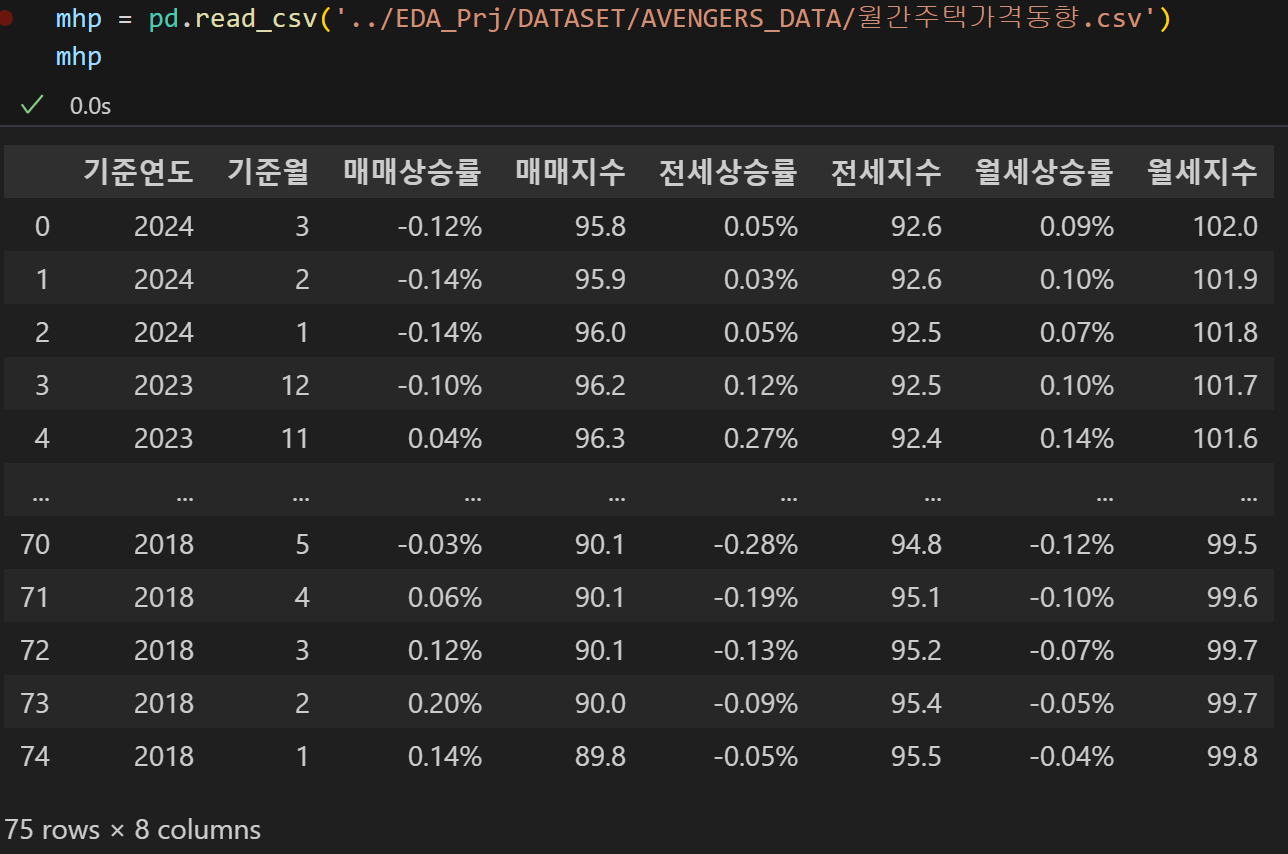 mhp = pd.read_csv('../EDA_Prj/DATASET/AVENGERS_DATA/월간주택가격동향.csv')
mhp
0.0s
기준연도 기준월 매매상승률 매매지수 전세상승률 전세지수 월세상승률 월세지수
0 2024 3 -0.12% 95.8 0.05% 92.6 0.09% 102.0
1 2024 2 -0.14% 95.9 0.03% 92.6 0.10% 101.9
2 2024 1 -0.14% 96.0 0.05% 92.5 0.07% 101.8
3 2023 12 -0.10% 96.2 0.12% 92.5 0.10% 101.7
4 2023 11 0.04% 96.3 0.27% 92.4 0.14% 101.6
... ... ... ... ... ... ... ... ...
70 2018 5 -0.03% 90.1 -0.28% 94.8 -0.12% 99.5
71 2018 4 0.06% 90.1 -0.19% 95.1 -0.10% 99.6
72 2018 3 0.12% 90.1 -0.13% 95.2 -0.07% 99.7
73 2018 2 0.20% 90.0 -0.09% 95.4 -0.05% 99.7
74 2018 1 0.14% 89.8 -0.05% 95.5 -0.04% 99.8
75 rows × 8 columns